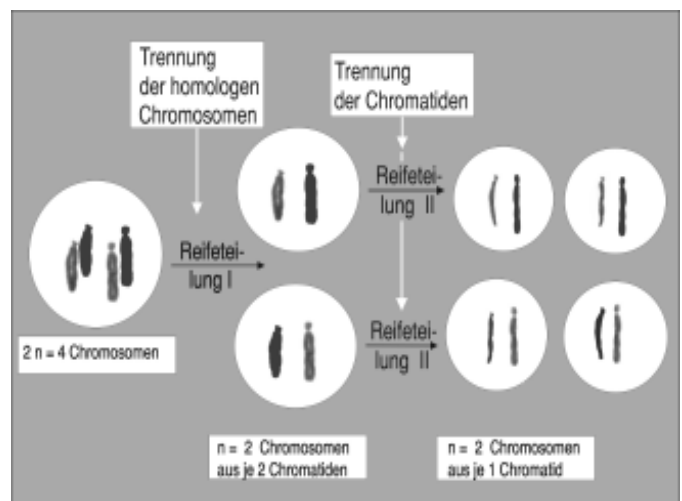 Trennung
der homologen
Chromosomen
Trennung
der Chromatiden
Reifetei-
lung II
Reifetei-
lung I
2 n = 4 Chromosomen
Reifetei-
lung II
n = 2 Chromosomen
aus je 2 Chromatiden
n = 2 Chromosomen
aus je 1 Chromatid